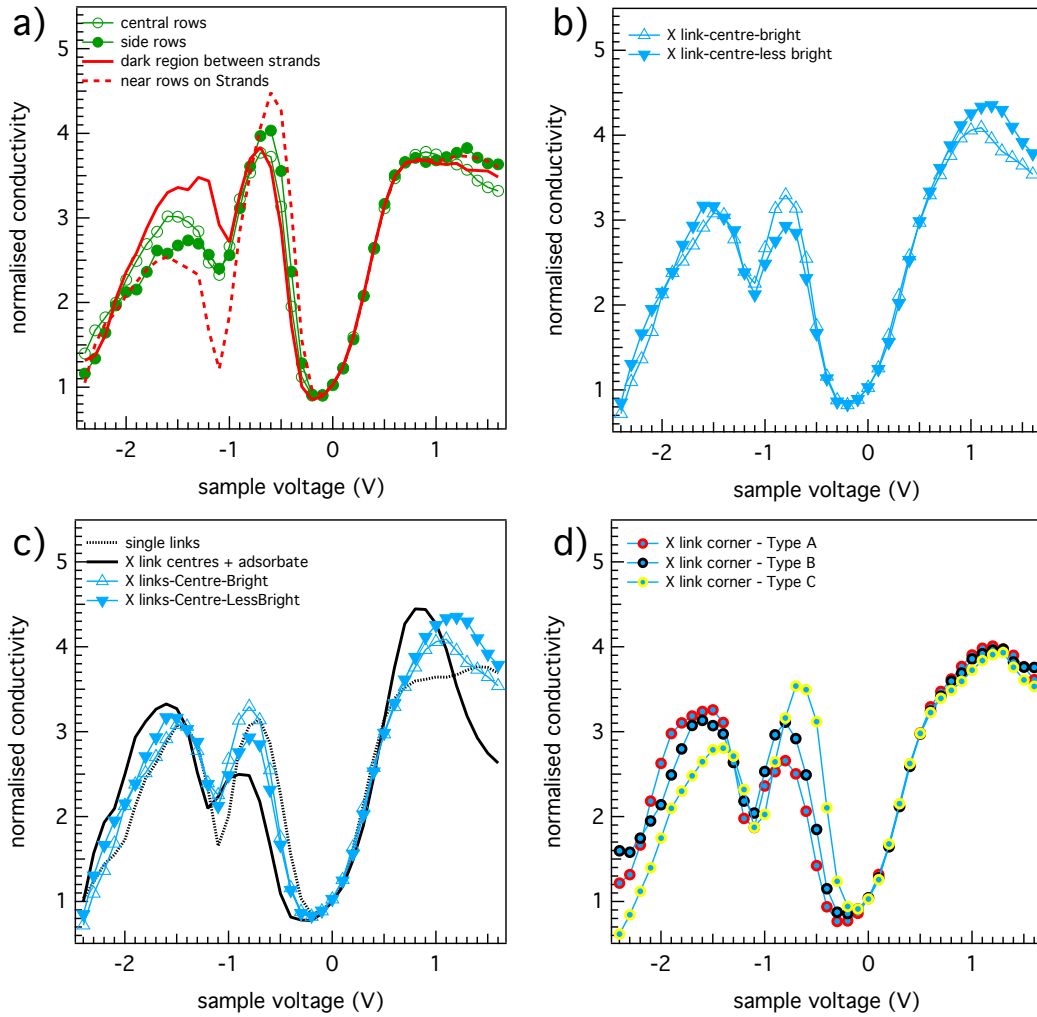 a)
central rows
side rows
dark region between strands
near rows on Strands
normalised conductivity
5
4
3
2
1
-2
-1
0
1
sample voltage (V)
b)
X link-centre-bright
X link-centre-less bright
normalised conductivity
5
4
3
2
1
-2
-1
0
1
sample voltage (V)
c)
single links
X link centres + adsorbate
X links-Centre-Bright
X links-Centre-LessBright
normalised conductivity
5
4
3
2
1
-2
-1
0
1
sample voltage (V)
d)
X link corner - Type A
X link corner - Type B
X link corner - Type C
normalised conductivity
5
4
3
2
1
-2
-1
0
1
sample voltage (V)